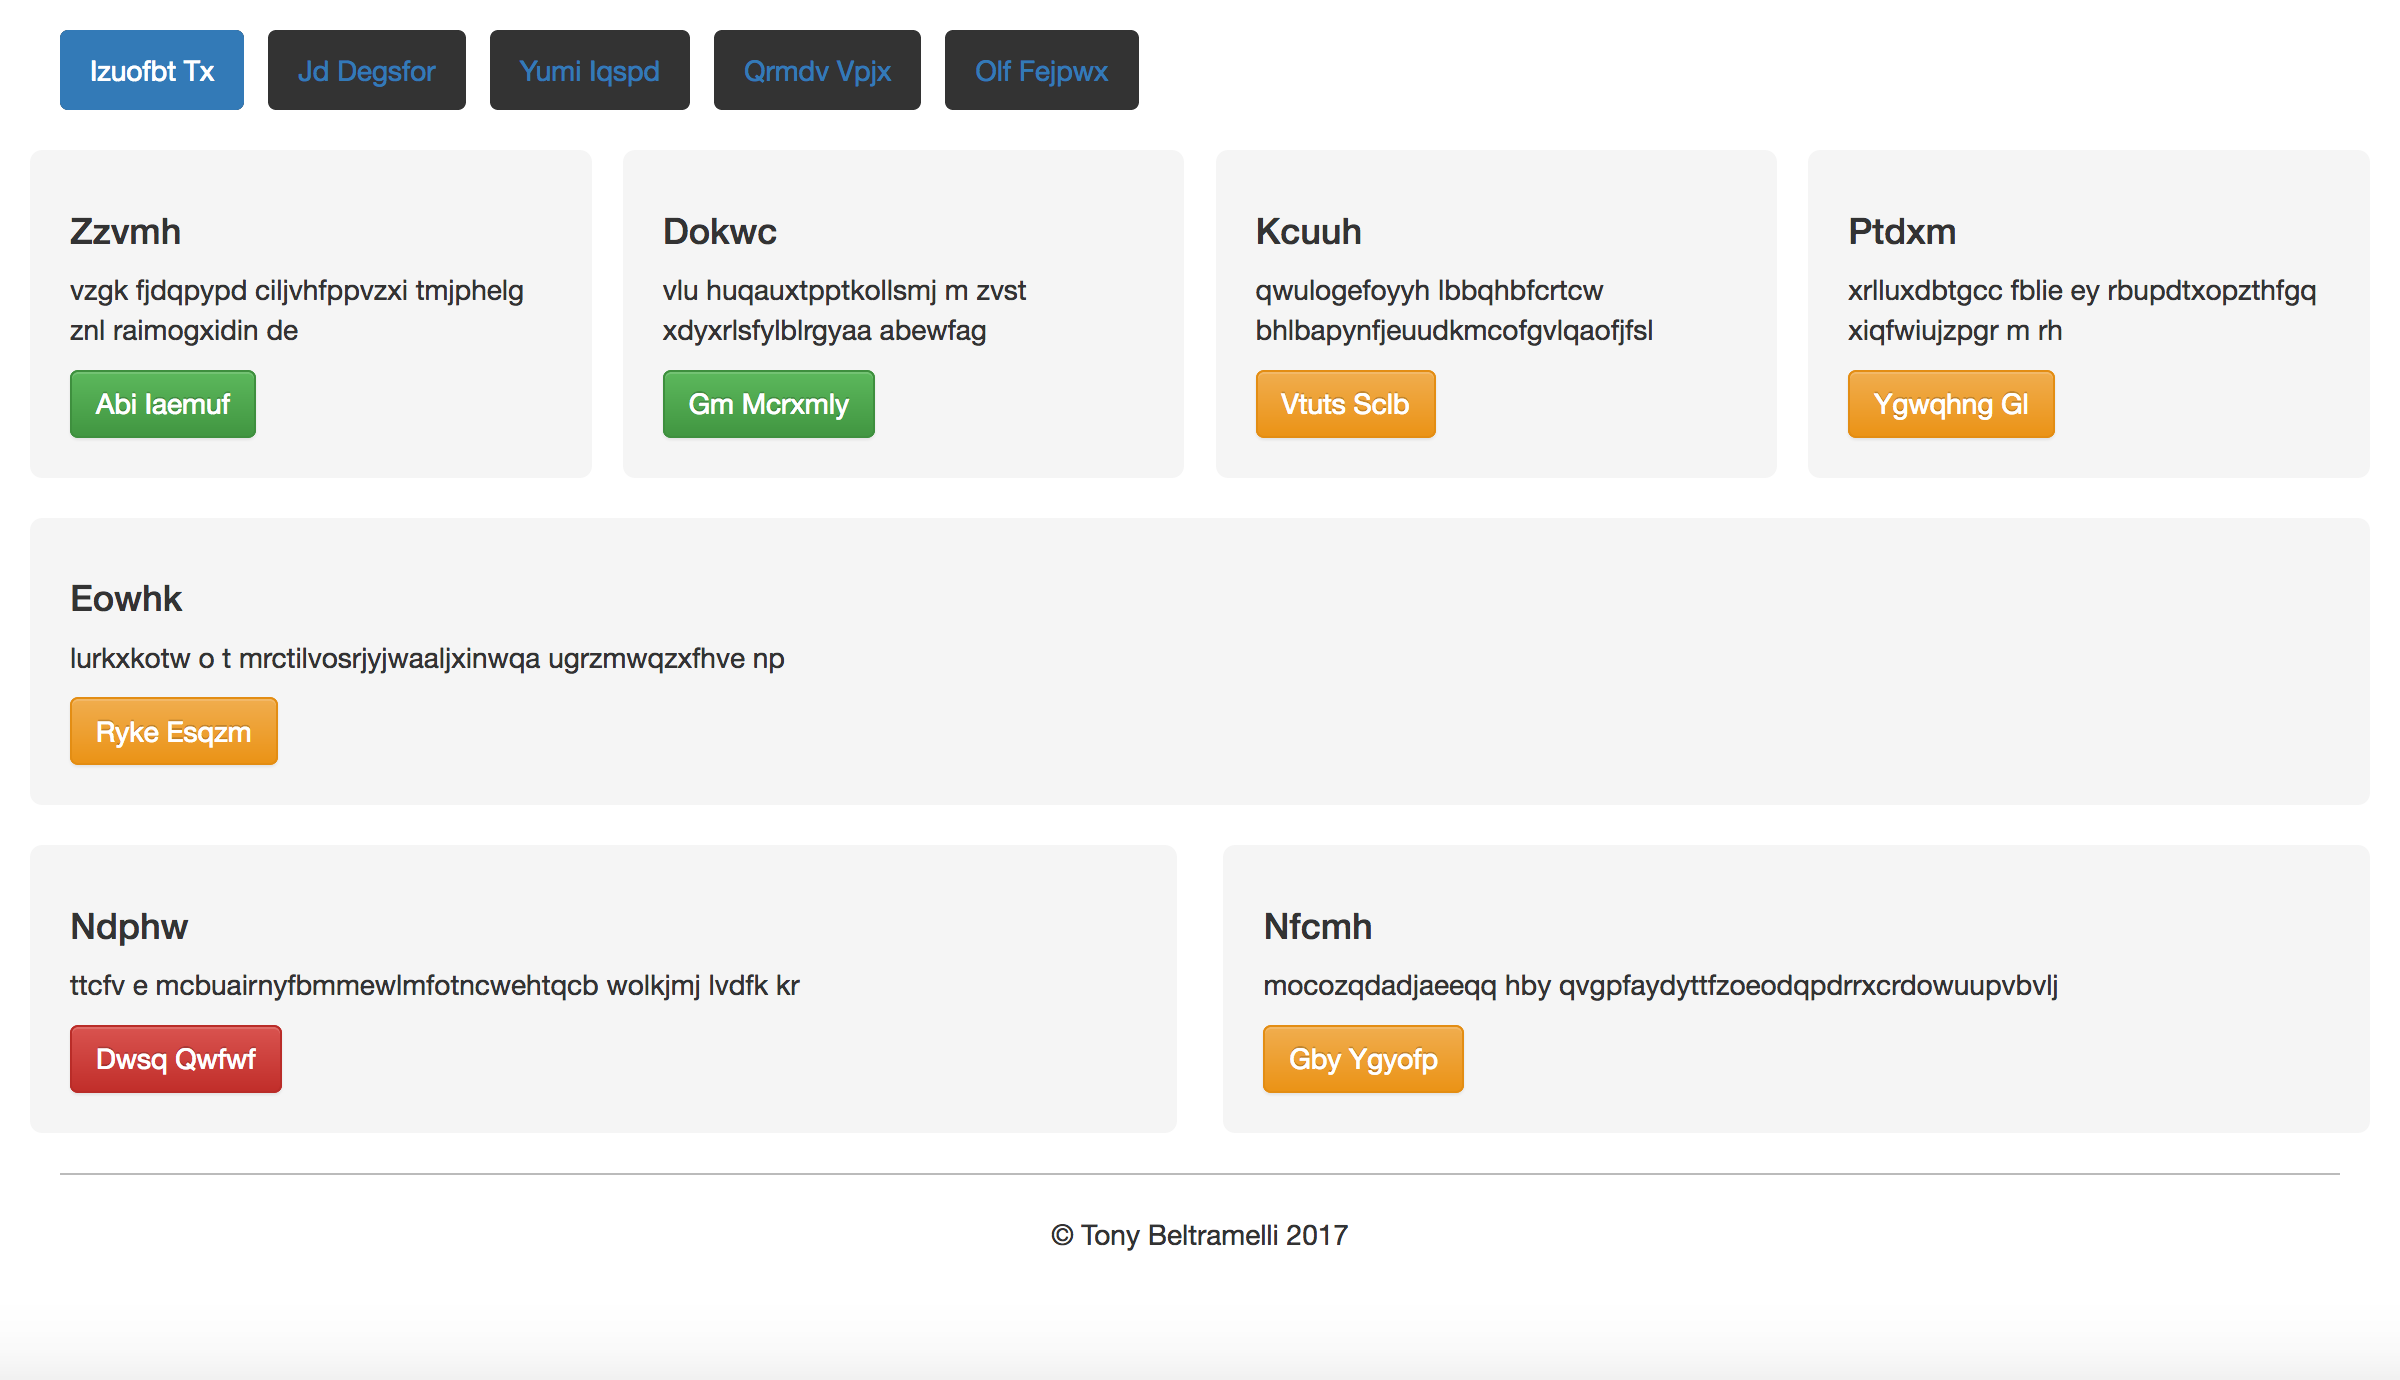 Izuofbt Tx
Jd Degsfor
Yumi Iqspd
Qrmdv Vpjx
Olf Fejpwx
Zzvmh
vzgk fjdqpypd ciljvhfppvzxi tmjphelg
znl raimogxidin de
Abi Iaemuf
Dokwc
vlu huqauxtpptkollsmj m zvst
xdyxrlsfylblrgyaa abewfag
Gm Mcrxmly
Kcuuh
qwulogefoyyh lbbqhbfcrtcw
bhlbapynfjeuudkmcofgvlqaofjfsl
Vtuts Sclb
Ptdxm
xrlluxdbtgcc fblie ey rbupdtxopzthfgq
xiqfwiujzpgr m rh
Ygwqhng Gl
Eowhk
lurkxkotw o t mrctilvosrjyjwaaljxinwqa ugrzmwqzxfhve np
Ryke Esqzm
Ndphw
ttcfv e mcbuairnyfbmmewlmfotncwehtqcb wolkjmj lvdfk kr
Dwsq Qwfwf
Nfcmh
mocozqdadjaeeqq hby qvgpfaydyttfzoeodqpdrrxcrdowuupvbvlj
Gby Ygyofp
© Tony Beltramelli 2017